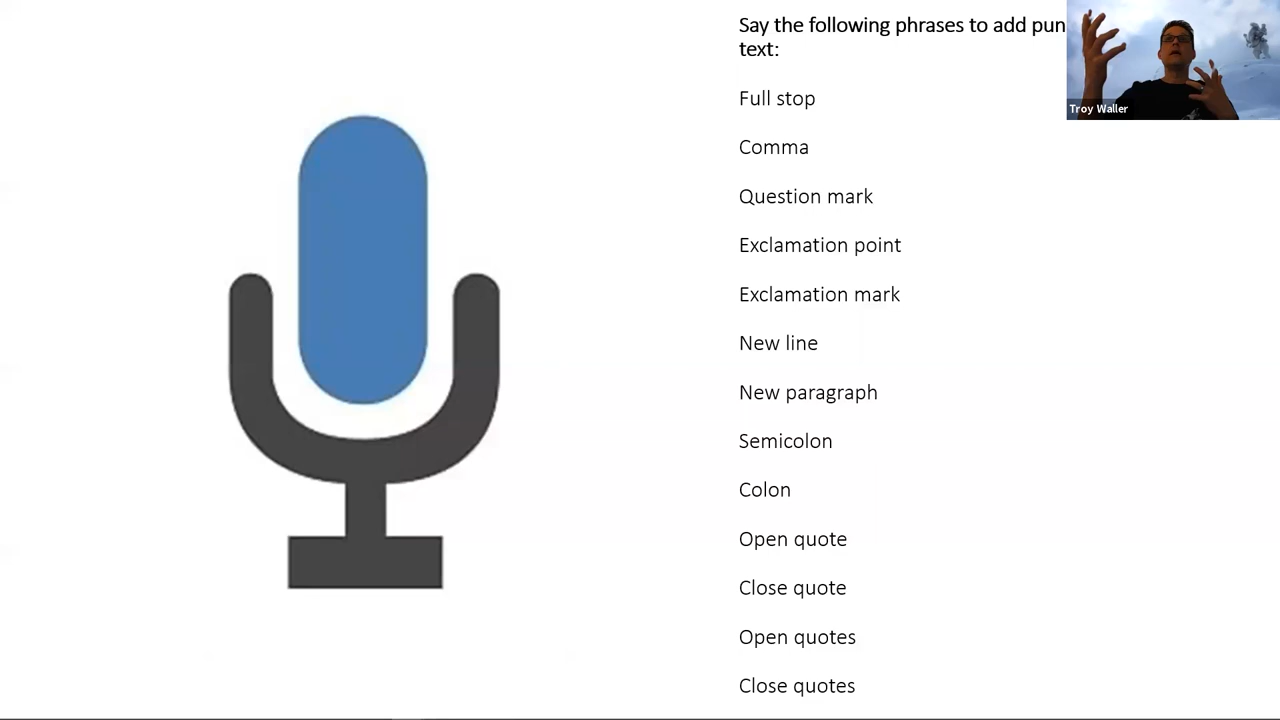 Say the following phrases to add pun
text:
Full stop
Comma
Question mark
Exclamation point
Exclamation mark
New line
New paragraph
Semicolon
Colon
Open quote
Close quote
Open quotes
Close quotes
Troy Waller